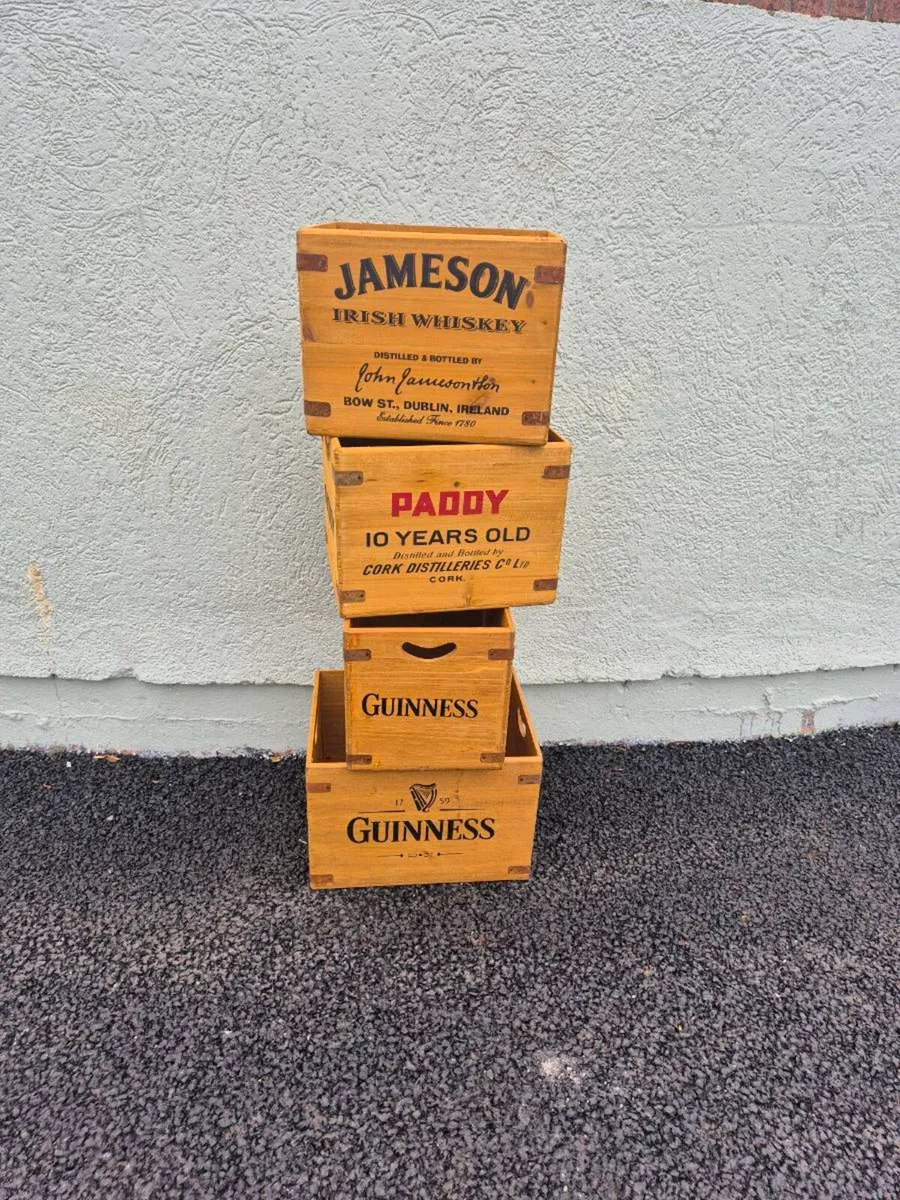 JAMESON
IRISH WHISKEY
DISTILLED & BOTTLED BY
John Jameson & Son
BOW ST., DUBLIN, IRELAND
Established Since 1780
PADDY
10 YEARS OLD
Distilled and Bottled by
CORK DISTILLERIES Cº LTD
CORK.
GUINNESS
17 59
GUINNESS